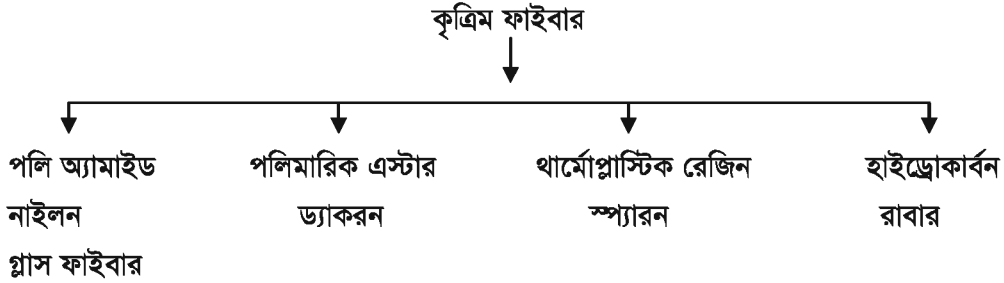 কৃত্রিম ফাইবার
পলি অ্যামাইড পলিমারিক এস্টার থার্মোপ্লাস্টিক রেজিন হাইড্রোকার্বন
নাইলন ড্যাকরন স্প্যারন রাবার
গ্লাস ফাইবার